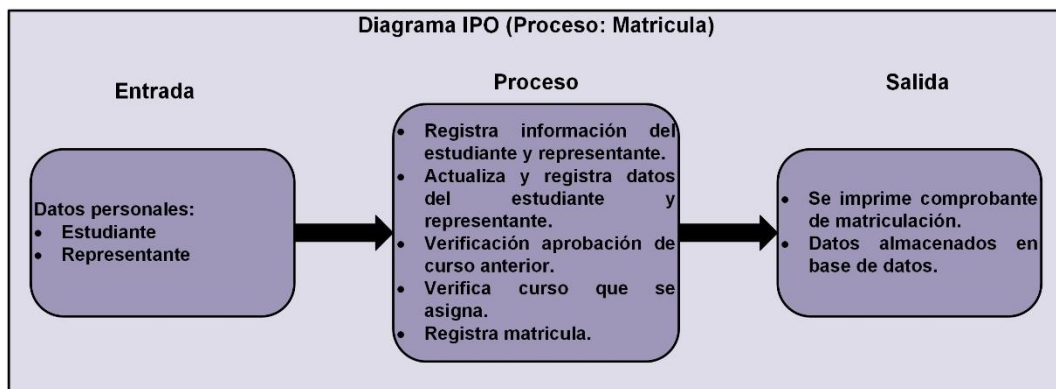 Diagrama IPO (Proceso: Matricula)
Entrada
Datos personales:
• Estudiante
• Representante
Proceso
• Registra información del
estudiante y representante.
• Actualiza y registra datos
del estudiante y
representante.
• Verificación aprobación de
curso anterior.
• Verifica curso que se
asigna.
• Registra matricula.
Salida
• Se imprime comprobante
de matriculación.
• Datos almacenados en
base de datos.